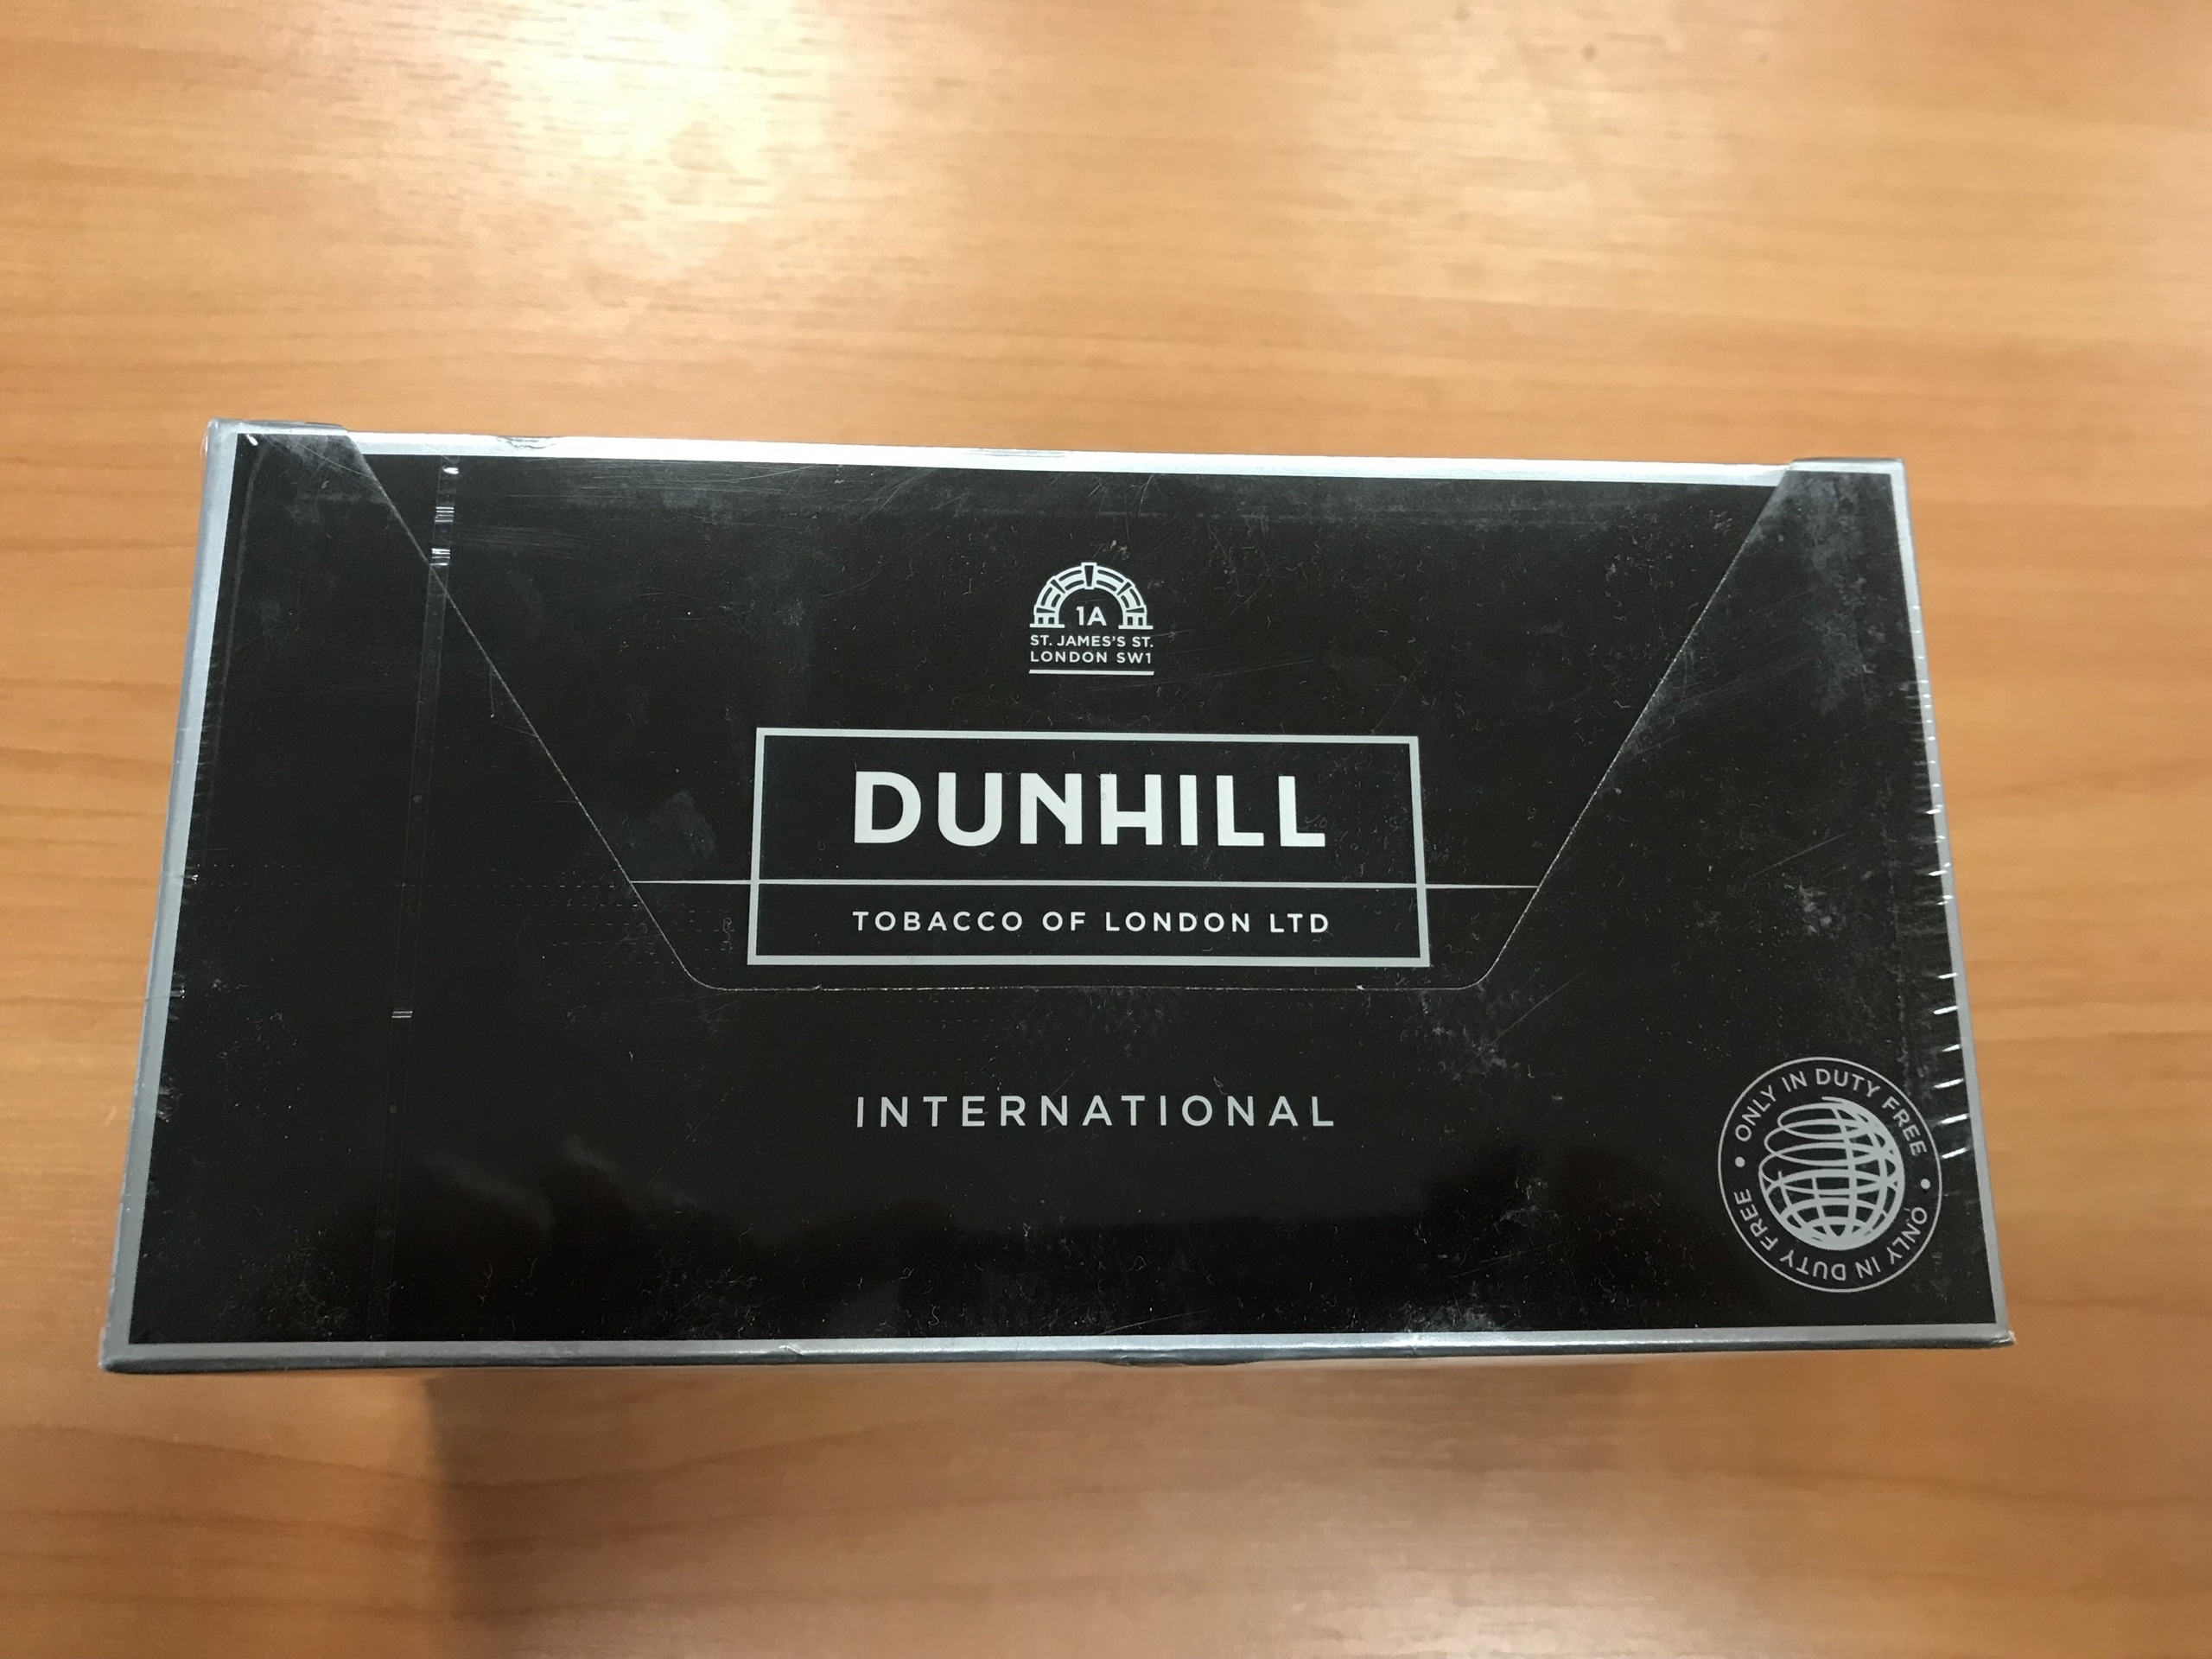 1A
ST. JAMES'S ST.
LONDON SW1
DUNHILL
TOBACCO OF LONDON LTD
INTERNATIONAL
• ONLY IN DUTY FREE • ONLY IN DUTY FREE